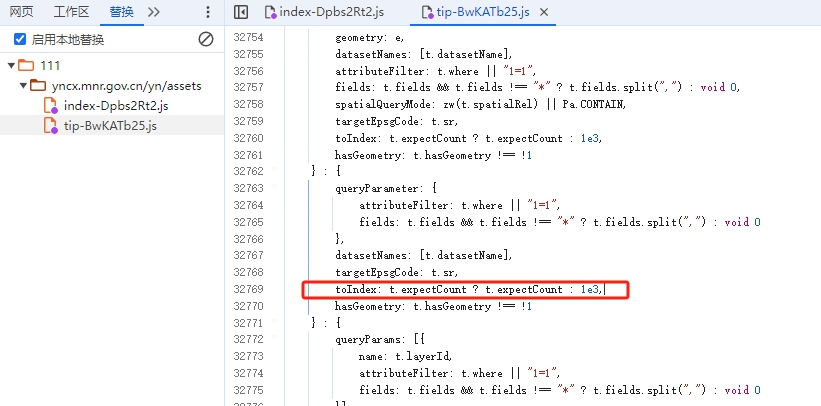 网页 工作区 替换 index-Dpbs2Rt2.js tip-BwKATb25.js
启用本地替换
111
yncx.mnr.gov.cn/yn/assets
index-Dpbs2Rt2.js
tip-BwKATb25.js
32754 geometry: e,
32755 datasetNames: [t.datasetName],
32756 attributeFilter: t.where || "1=1",
32757 fields: t.fields && t.fields !== "*" ? t.fields.split(",") : void 0,
32758 spatialQueryMode: zw(t.spatialRel) || Pa.CONTAIN,
32759 targetEpsgCode: t.sr,
32760 toIndex: t.expectCount ? t.expectCount : 1e3,
32761 hasGeometry: t.hasGeometry !== !1
32762 } : {
32763 queryParameter: {
32764 attributeFilter: t.where || "1=1",
32765 fields: t.fields && t.fields !== "*" ? t.fields.split(",") : void 0
32766 },
32767 datasetNames: [t.datasetName],
32768 targetEpsgCode: t.sr,
32769 toIndex: t.expectCount ? t.expectCount : 1e3,
32770 hasGeometry: t.hasGeometry !== !1
32771 } : {
32772 queryParams: [{
32773 name: t.layerId,
32774 attributeFilter: t.where || "1=1",
32775 fields: t.fields && t.fields !== "*" ? t.fields.split(",") : void 0